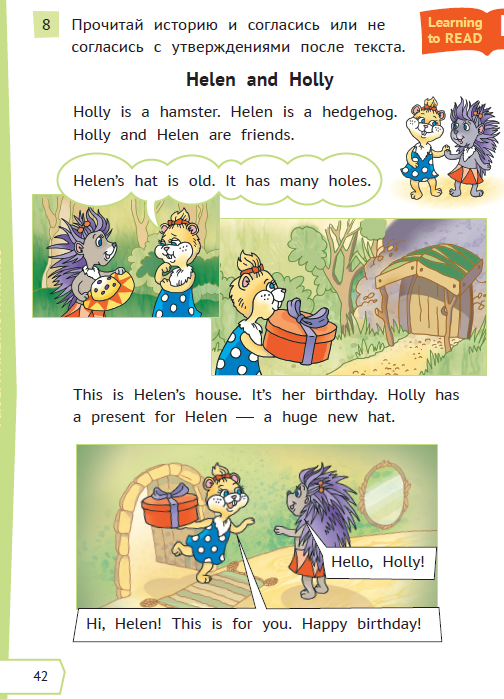 8
Прочитай историю и согласись или не
согласись с утверждениями после текста.
Learning
to READ
Helen and Holly
Holly is a hamster. Helen is a hedgehog.
Holly and Helen are friends.
Helen’s hat is old. It has many holes.
This is Helen’s house. It’s her birthday. Holly has
a present for Helen — a huge new hat.
Hello, Holly!
Hi, Helen! This is for you. Happy birthday!
42